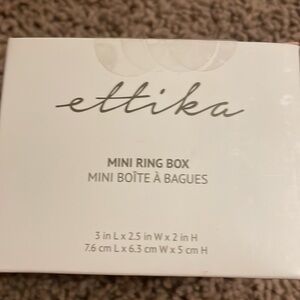 ettika
MINI RING BOX
MINI BOÎTE À BAGUES
3 in L x 2.5 in W x 2 in H
7.6 cm L x 6.3 cm W x 5 cm H